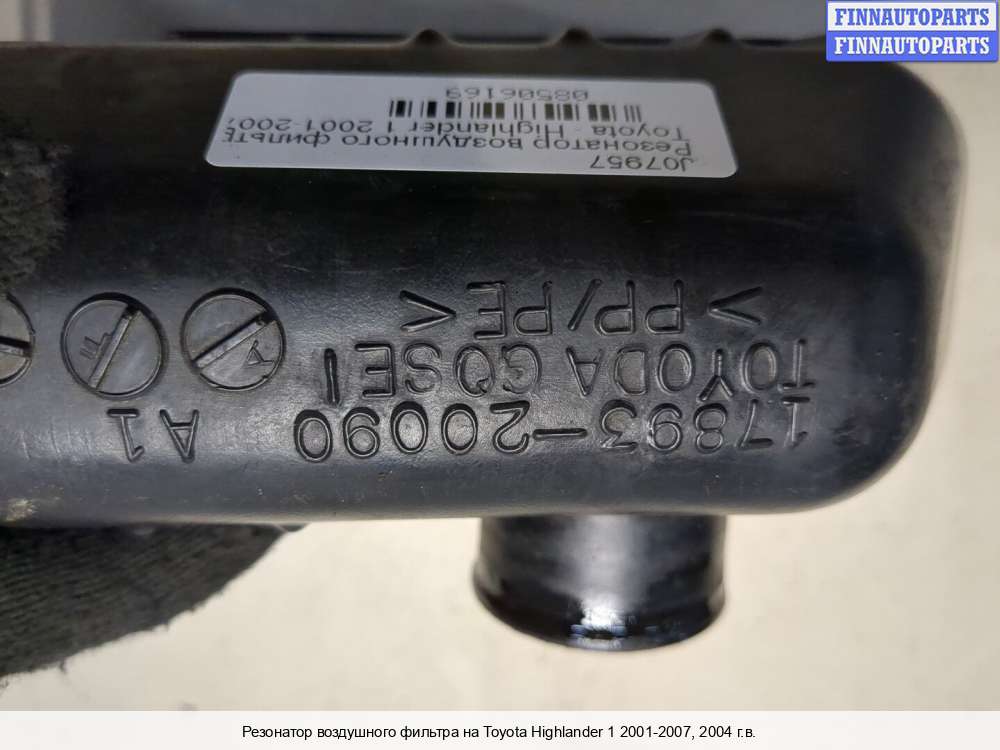 FINNAUTOPARTS
FINNAUTOPARTS
J07957
Резонатор воздушного фильте
Toyota - Highlander 1 2001-2007
08506169
17893-20090 A1
TOYODA GOSEI
>PP/PE<
A
F
Резонатор воздушного фильтра на Toyota Highlander 1 2001-2007, 2004 г.в.